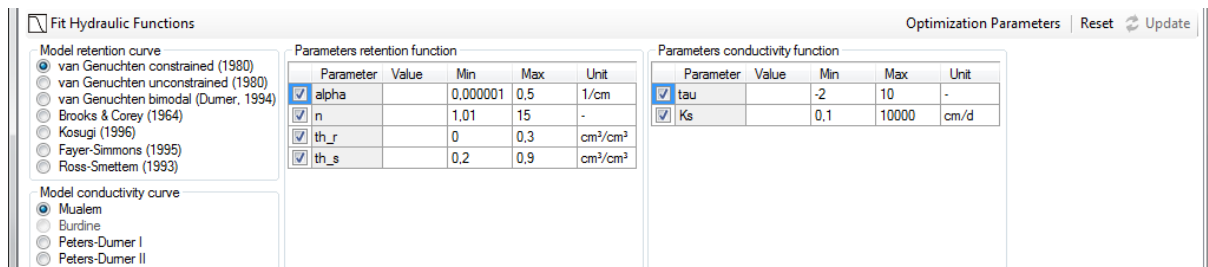 Fit Hydraulic Functions Optimization Parameters Reset Update
Model retention curve
van Genuchten constrained (1980)
van Genuchten unconstrained (1980)
van Genuchten bimodal (Durner, 1994)
Brooks & Corey (1964)
Kosugi (1996)
Fayer-Simmons (1995)
Ross-Smettem (1993)
Model conductivity curve
Mualem
Burdine
Peters-Durner I
Peters-Durner II
Parameters retention function
Parameter Value Min Max Unit
alpha 0,000001 0,5 1/cm
n 1,01 15 -
th_r 0 0,3 cm³/cm³
th_s 0,2 0,9 cm³/cm³
Parameters conductivity function
Parameter Value Min Max Unit
tau -2 10 -
Ks 0,1 10000 cm/d